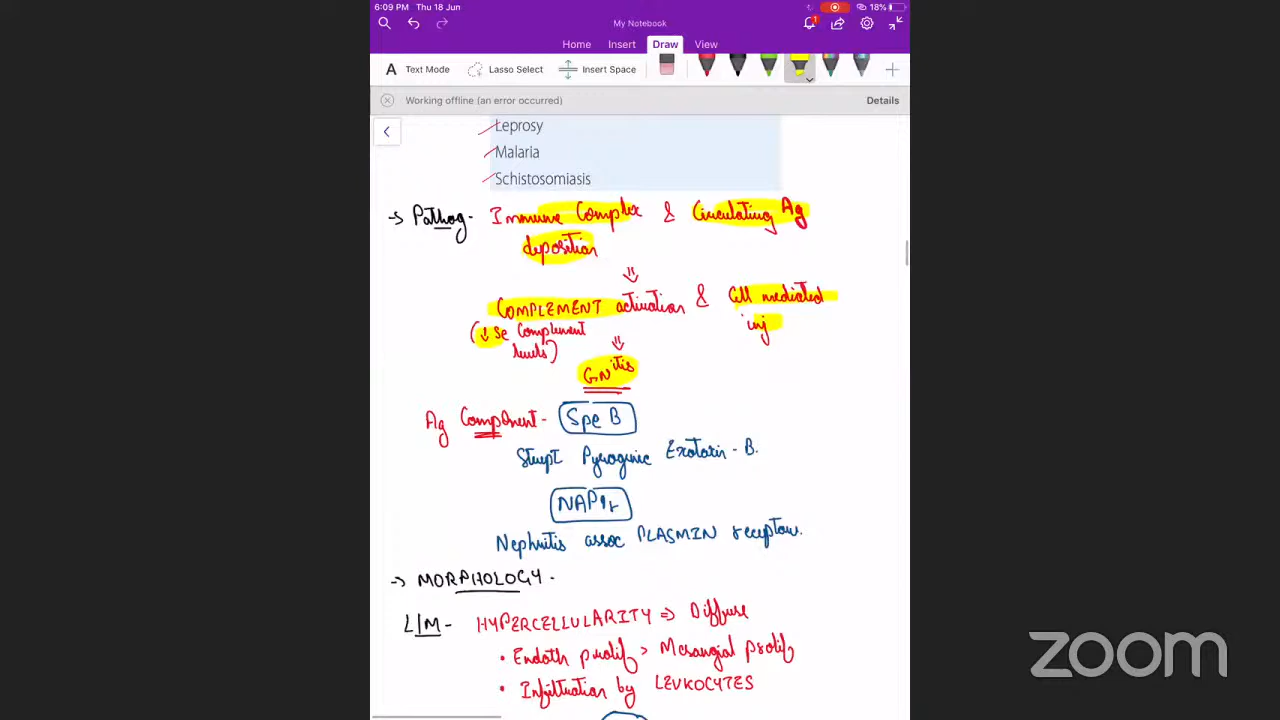 6:09 PM Thu 18 Jun
18%
My Notebook
Home Insert Draw View
A Text Mode Lasso Select Insert Space
Working offline (an error occurred) Details
Leprosy
Malaria
Schistosomiasis
→ Pathog - Immune Complex & Circulating Ag
deposition
⇓
COMPLEMENT activation & Cell mediated
inj
(↓ Se Complement
levels)
⇓
GNitis
Ag Component - Spe B
Strept Pyrogenic Exotoxin - B.
NAPlr
Nephritis assoc PLASMIN receptor.
→ MORPHOLOGY -
L/M - HYPERCELLULARITY ⇒ Diffuse
• Endoth prolif > Mesangial prolif
• Infiltration by LEUKOCYTES
zoom